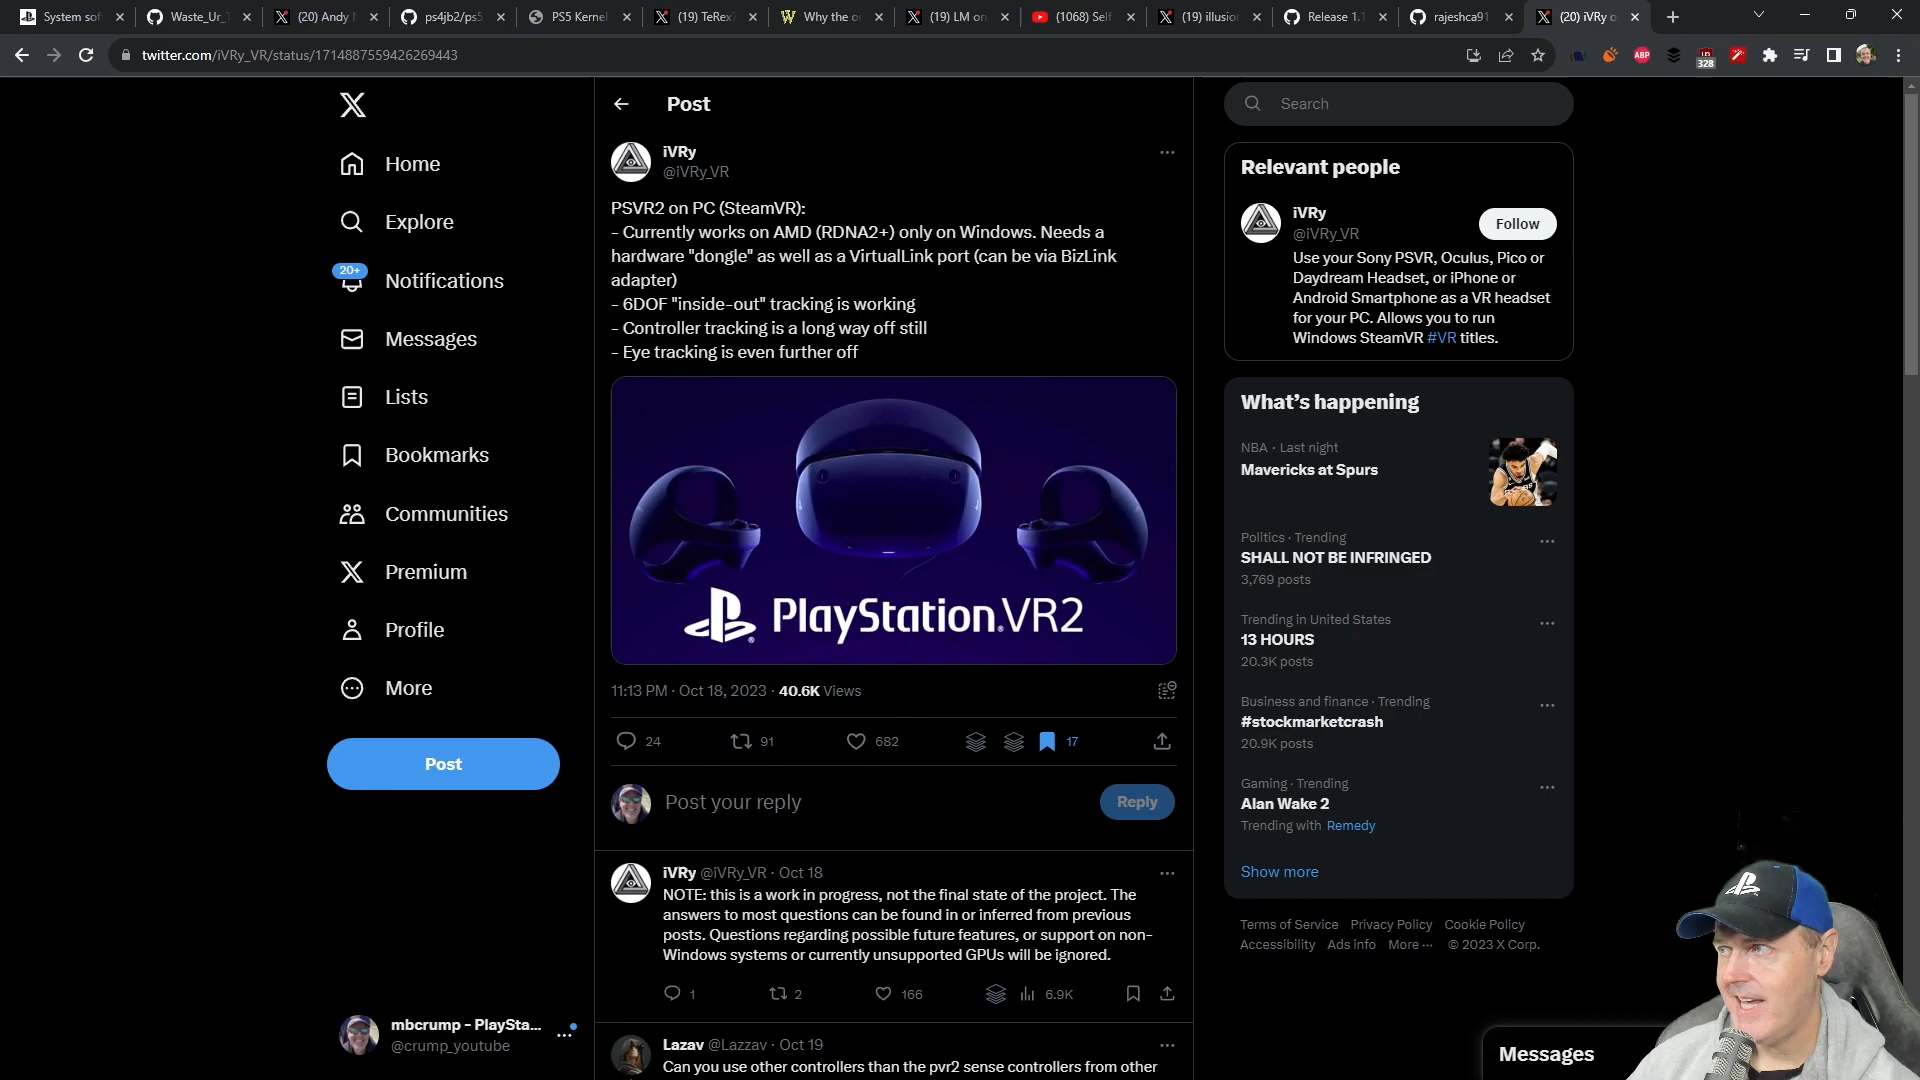 System sof
Waste_Ur_T
(20) Andy N
ps4jb2/ps5
PS5 Kernel
(19) TeRex7
Why the o
(19) LM on
(1068) Self
(19) illusion
Release 1.1
rajeshca91
(20) iVRy o
twitter.com/iVRy_VR/status/1714887559426269443
ABP
328
Home
Explore
20+
Notifications
Messages
Lists
Bookmarks
Communities
Premium
Profile
More
Post
mbcrump - PlaySta...
@crump_youtube
Post
iVRy
@iVRy_VR
PSVR2 on PC (SteamVR):
- Currently works on AMD (RDNA2+) only on Windows. Needs a
hardware "dongle" as well as a VirtualLink port (can be via BizLink
adapter)
- 6DOF "inside-out" tracking is working
- Controller tracking is a long way off still
- Eye tracking is even further off
PlayStation®VR2
11:13 PM · Oct 18, 2023 · 40.6K Views
24 91 682 17
Post your reply
Reply
iVRy @iVRy_VR · Oct 18
NOTE: this is a work in progress, not the final state of the project. The
answers to most questions can be found in or inferred from previous
posts. Questions regarding possible future features, or support on non-
Windows systems or currently unsupported GPUs will be ignored.
1 2 166 6.9K
Lazav @Lazzav · Oct 19
Can you use other controllers than the pvr2 sense controllers from other
Search
Relevant people
iVRy
@iVRy_VR
Follow
Use your Sony PSVR, Oculus, Pico or
Daydream Headset, or iPhone or
Android Smartphone as a VR headset
for your PC. Allows you to run
Windows SteamVR #VR titles.
What's happening
NBA · Last night
Mavericks at Spurs
Politics · Trending
SHALL NOT BE INFRINGED
3,769 posts
Trending in United States
13 HOURS
20.3K posts
Business and finance · Trending
#stockmarketcrash
20.9K posts
Gaming · Trending
Alan Wake 2
Trending with Remedy
Show more
Terms of Service Privacy Policy Cookie Policy
Accessibility Ads info More ··· © 2023 X Corp.
Messages